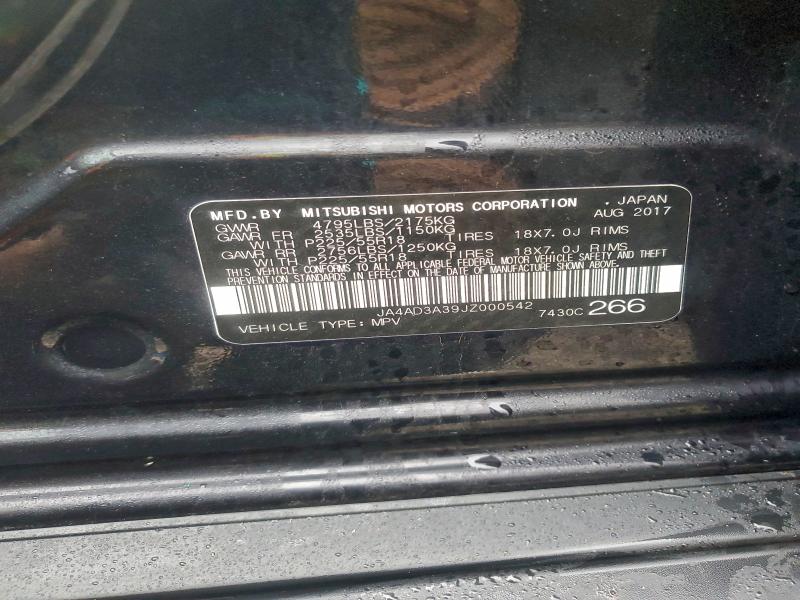 MFD.BY MITSUBISHI MOTORS CORPORATION , JAPAN
GVWR 4795LBS/2175KG AUG 2017
GAWR FR 2535LBS/1150KG
WITH P225/55R18 TIRES 18X7.0J RIMS
GAWR RR 2756LBS/1250KG
WITH P225/55R18 TIRES 18X7.0J RIMS
THIS VEHICLE CONFORMS TO ALL APPLICABLE FEDERAL MOTOR VEHICLE SAFETY AND THEFT
PREVENTION STANDARDS IN EFFECT ON THE DATE OF MANUFACTURE SHOWN ABOVE.
JA4AD3A39JZ000542
VEHICLE TYPE: MPV 7430C 266